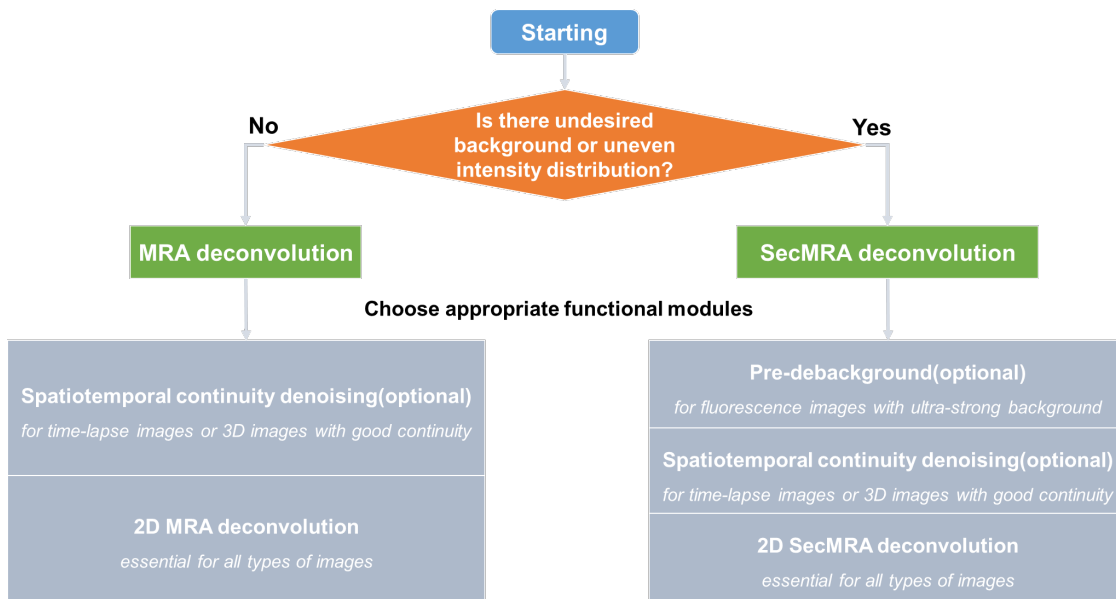 Starting
Is there undesired
background or uneven
intensity distribution?
No
Yes
MRA deconvolution
SecMRA deconvolution
Choose appropriate functional modules
Spatiotemporal continuity denoising(optional)
for time-lapse images or 3D images with good continuity
2D MRA deconvolution
essential for all types of images
Pre-debackground(optional)
for fluorescence images with ultra-strong background
Spatiotemporal continuity denoising(optional)
for time-lapse images or 3D images with good continuity
2D SecMRA deconvolution
essential for all types of images